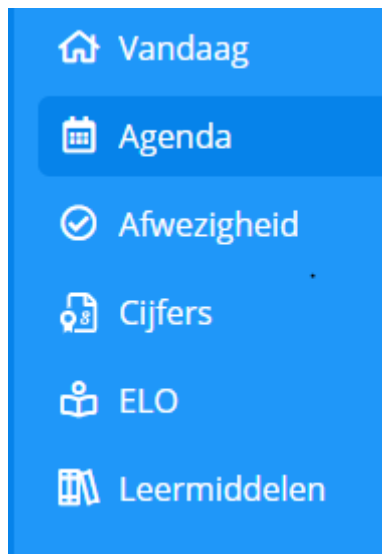 Vandaag
Agenda
Afwezigheid
Cijfers
ELO
Leermiddelen